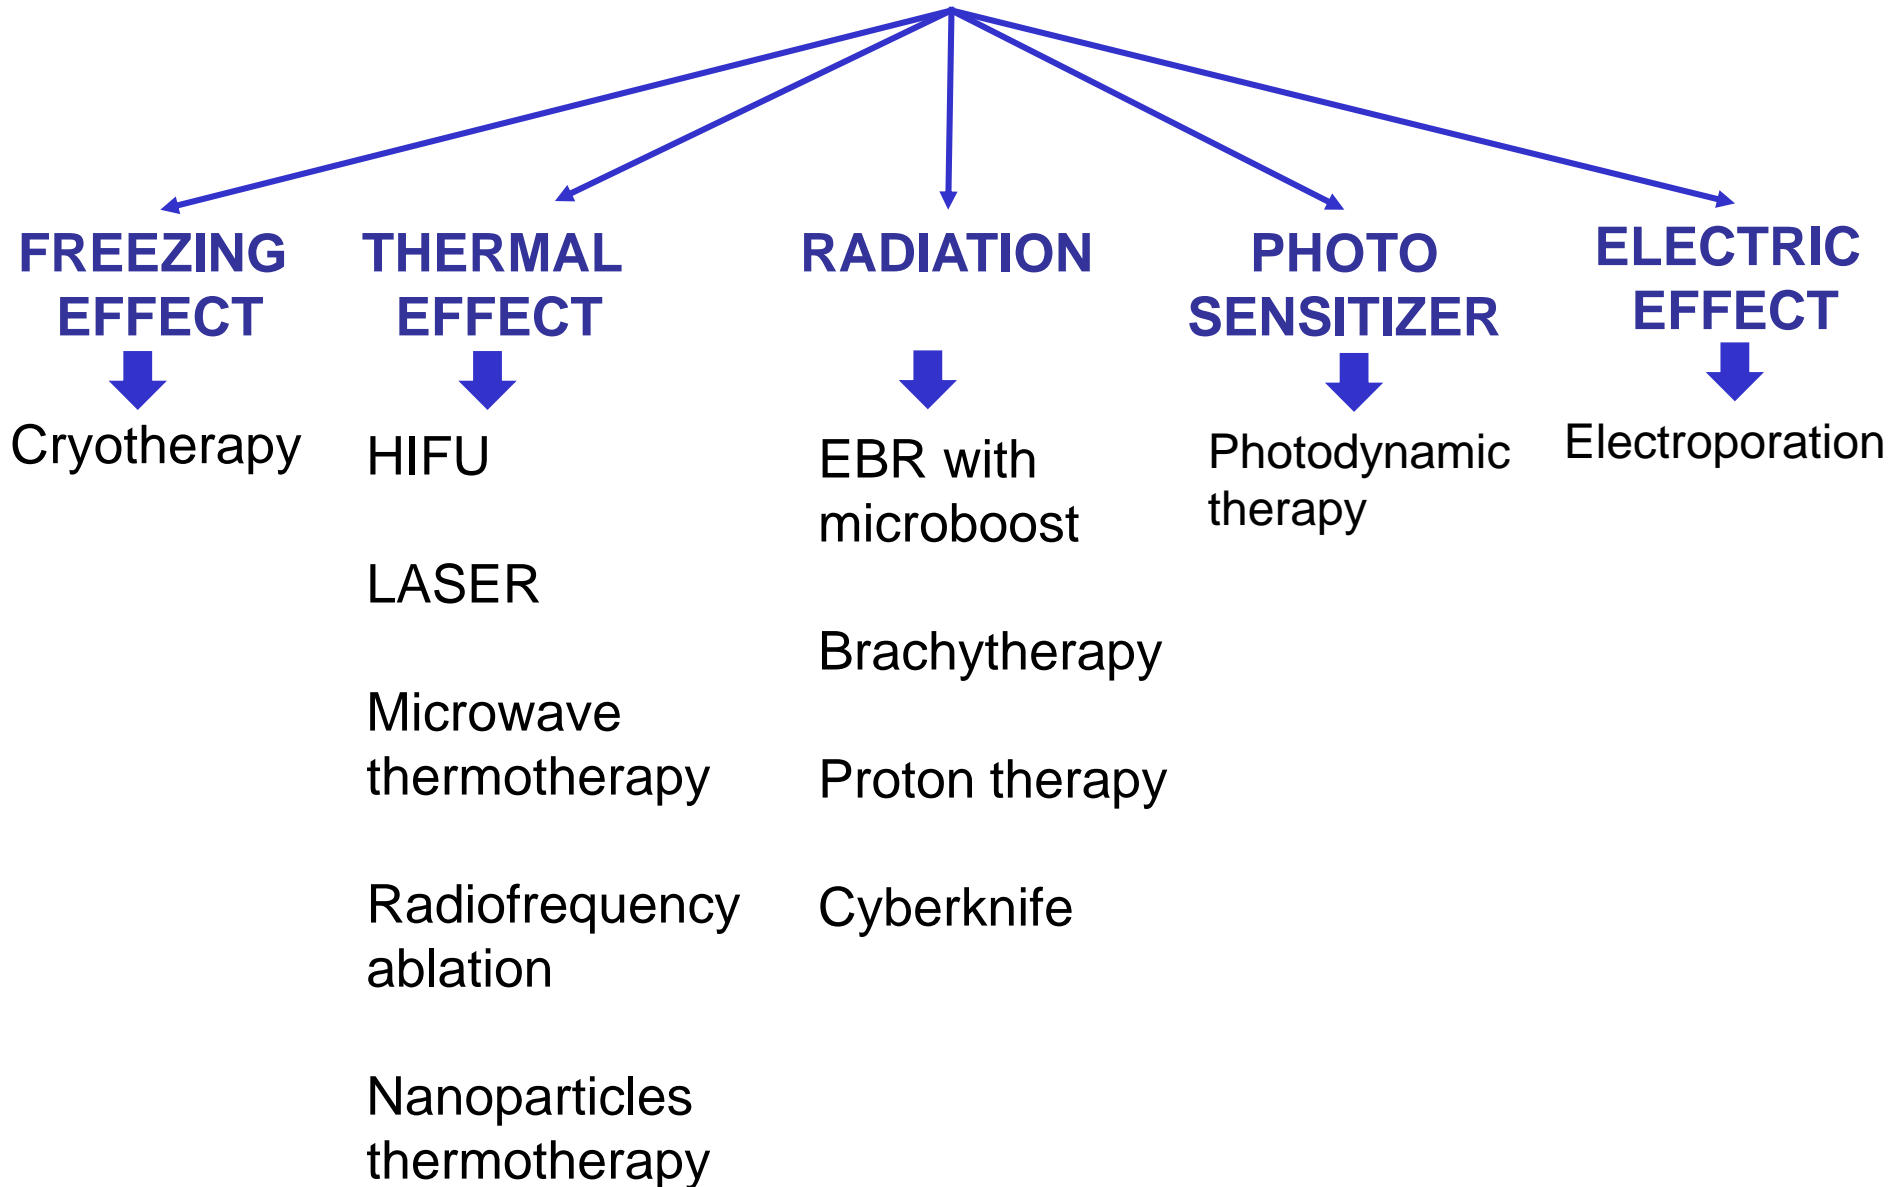 FREEZING
EFFECT
Cryotherapy
THERMAL
EFFECT
HIFU
LASER
Microwave
thermotherapy
Radiofrequency
ablation
Nanoparticles
thermotherapy
RADIATION
EBR with
microboost
Brachytherapy
Proton therapy
Cyberknife
PHOTO
SENSITIZER
Photodynamic
therapy
ELECTRIC
EFFECT
Electroporation